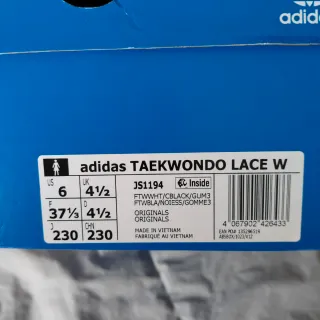 adidas
adidas TAEKWONDO LACE W
US UK
6 4½
F D
37⅓ 4½
J CHN
230 230
JS1194 Inside
FTWWHT/CBLACK/GUM3
FTWBLA/NOIESS/GOMME3
ORIGINALS
ORIGINALS
MADE IN VIETNAM
FABRIQUÉ AU VIETNAM
4 067902 426433